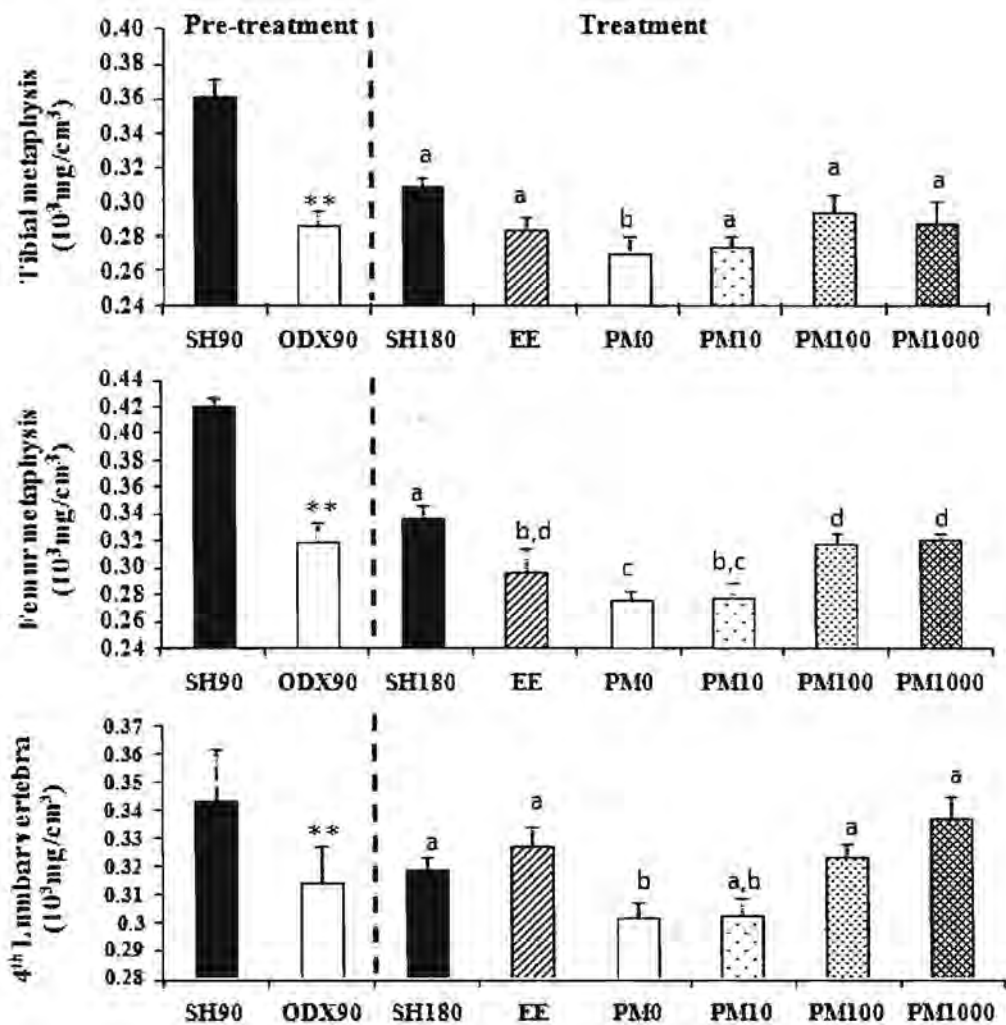 Pre-treatment Treatment
Tibial metaphysis
(10³mg/cm³)
0.40
0.36
0.34
0.32
0.30
0.28
0.26
0.24
** a a b a a a
SH90 ODX90 SH180 EE PM0 PM10 PM100 PM1000
Femur metaphysis
(10³mg/cm³)
0.44
0.42
0.40
0.38
0.36
0.34
0.32
0.30
0.28
0.26
0.24
** a b,d c b,c d d
SH90 ODX90 SH180 EE PM0 PM10 PM100 PM1000
4th Lumbar vertebra
(10³mg/cm³)
0.37
0.36
0.35
0.34
0.33
0.32
0.31
0.3
0.29
0.28
** a a b a,b a a
SH90 ODX90 SH180 EE PM0 PM10 PM100 PM1000